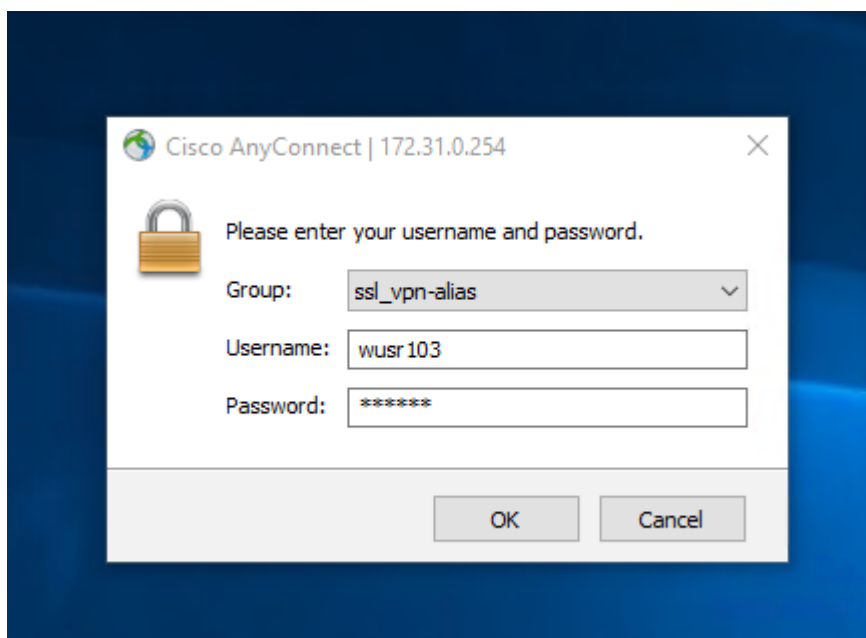 Cisco AnyConnect | 172.31.0.254
Please enter your username and password.
Group: ssl_vpn-alias
Username: wusr103
Password: ******
OK Cancel